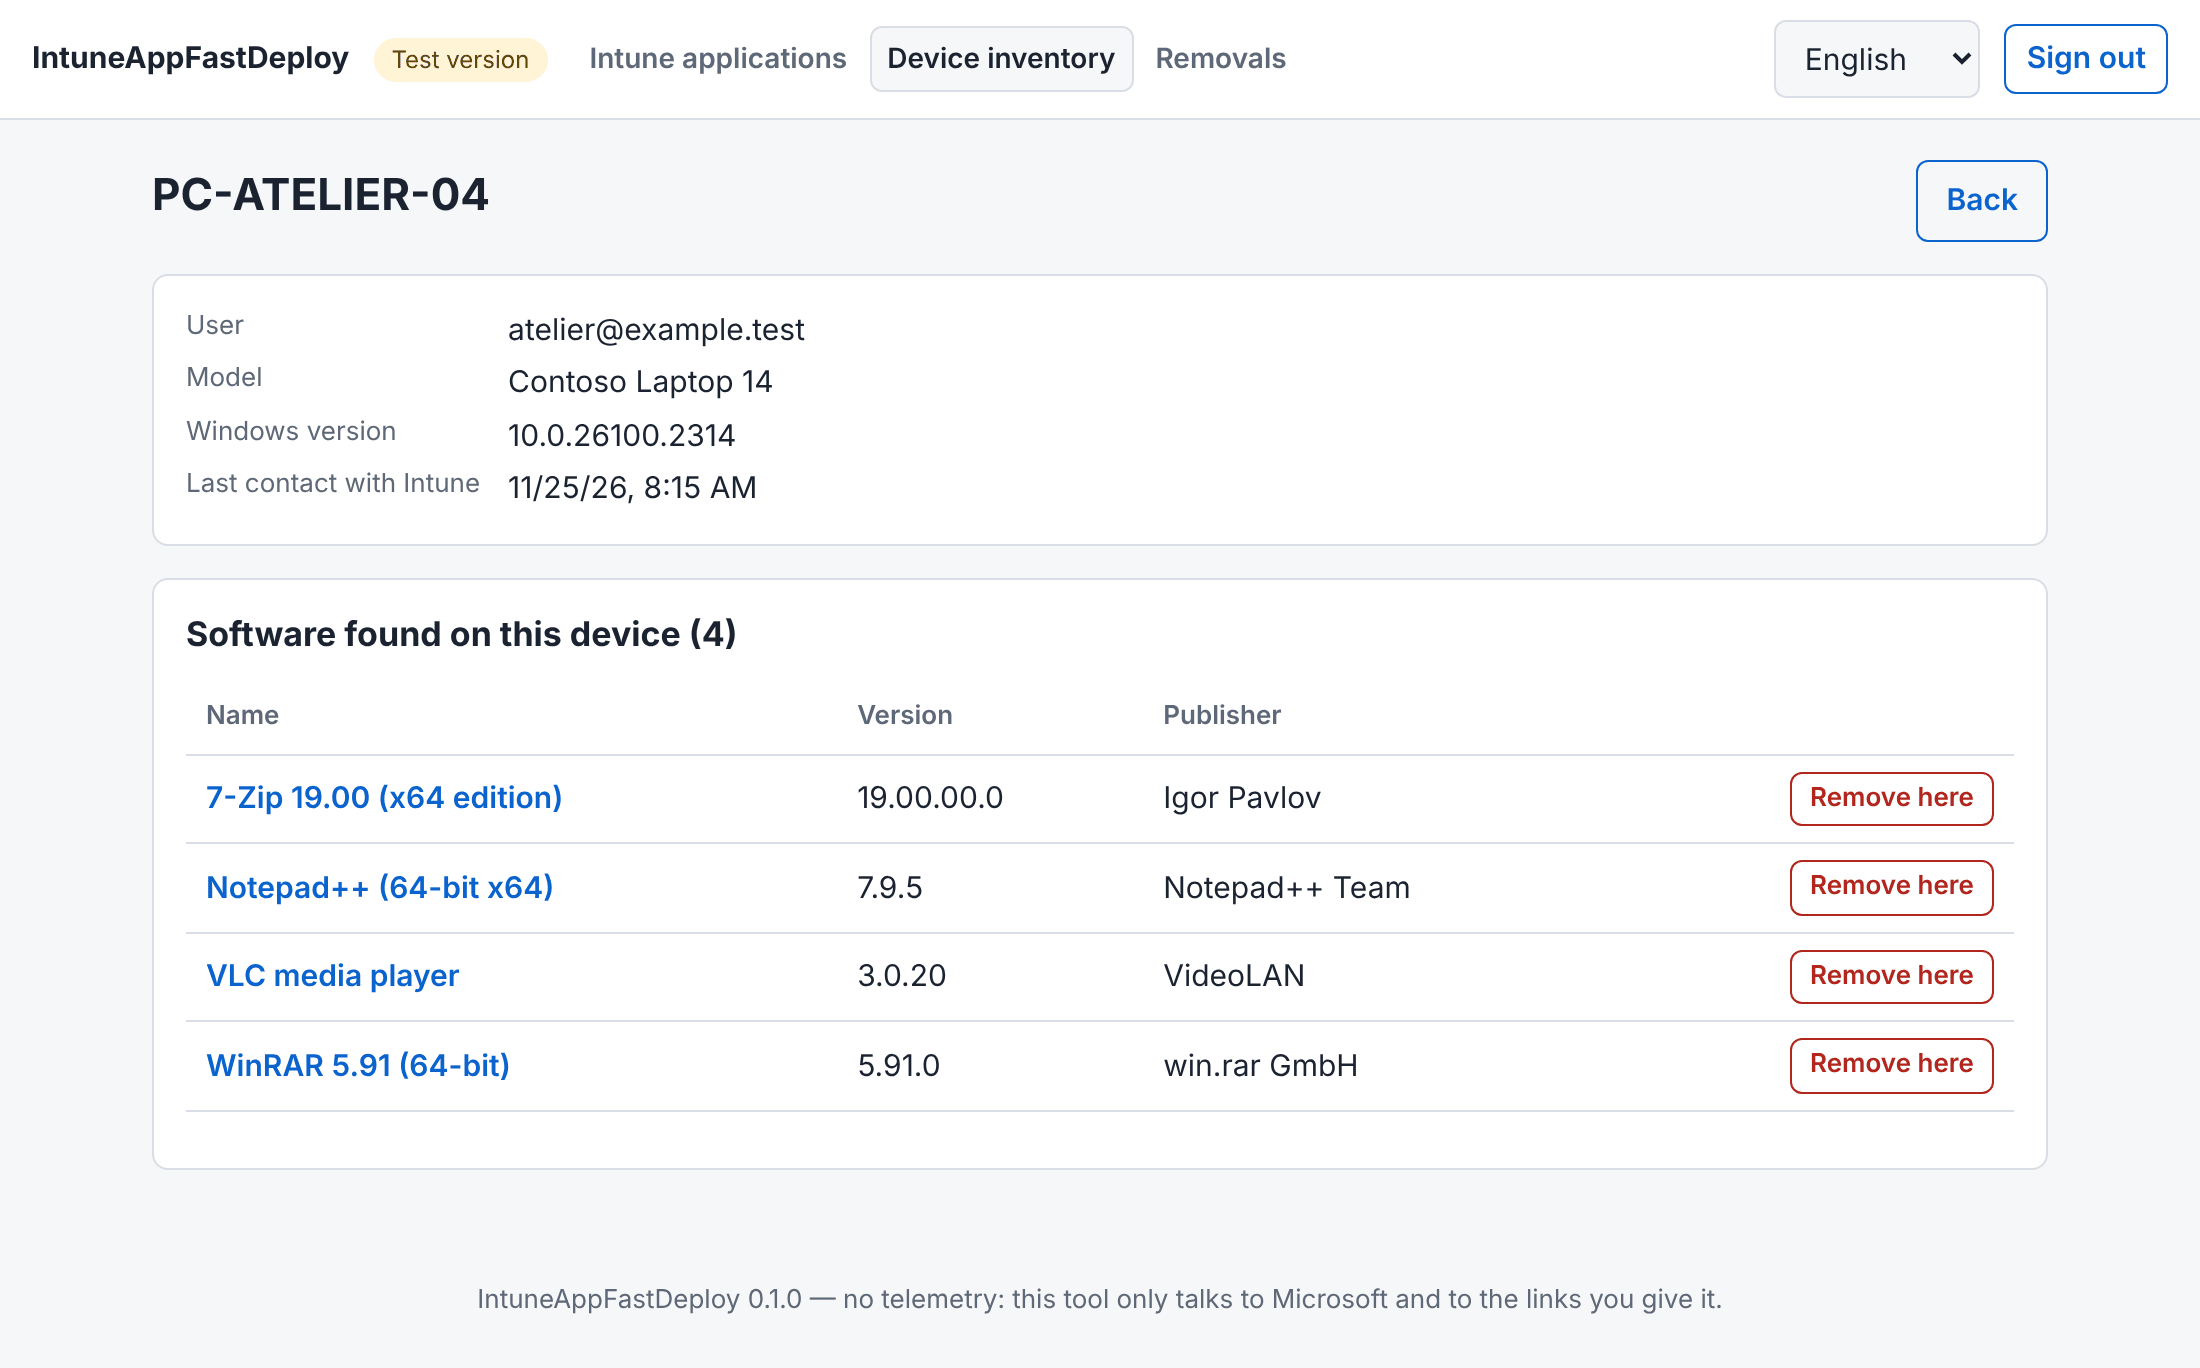 IntuneAppFastDeploy Test version Intune applications Device inventory Removals English Sign out
PC-ATELIER-04 Back
User atelier@example.test
Model Contoso Laptop 14
Windows version 10.0.26100.2314
Last contact with Intune 11/25/26, 8:15 AM
Software found on this device (4)
Name Version Publisher
7-Zip 19.00 (x64 edition) 19.00.00.0 Igor Pavlov Remove here
Notepad++ (64-bit x64) 7.9.5 Notepad++ Team Remove here
VLC media player 3.0.20 VideoLAN Remove here
WinRAR 5.91 (64-bit) 5.91.0 win.rar GmbH Remove here
IntuneAppFastDeploy 0.1.0 — no telemetry: this tool only talks to Microsoft and to the links you give it.